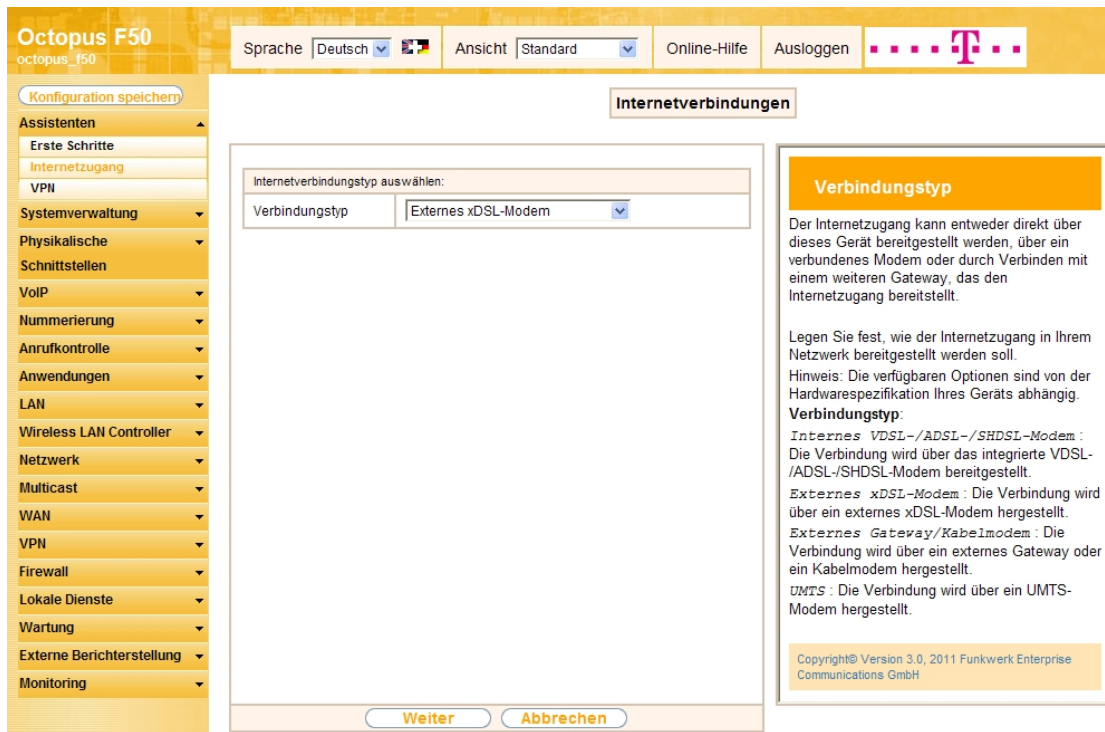 Octopus F50
octopus_f50
Sprache Deutsch Ansicht Standard Online-Hilfe Ausloggen T
Konfiguration speichern
Assistenten
Erste Schritte
Internetzugang
VPN
Systemverwaltung
Physikalische
Schnittstellen
VoIP
Nummerierung
Anrufkontrolle
Anwendungen
LAN
Wireless LAN Controller
Netzwerk
Multicast
WAN
VPN
Firewall
Lokale Dienste
Wartung
Externe Berichterstellung
Monitoring
Internetverbindungen
Internetverbindungstyp auswählen:
Verbindungstyp Externes xDSL-Modem
Weiter Abbrechen
Verbindungstyp
Der Internetzugang kann entweder direkt über
dieses Gerät bereitgestellt werden, über ein
verbundenes Modem oder durch Verbinden mit
einem weiteren Gateway, das den
Internetzugang bereitstellt.
Legen Sie fest, wie der Internetzugang in Ihrem
Netzwerk bereitgestellt werden soll.
Hinweis: Die verfügbaren Optionen sind von der
Hardwarespezifikation Ihres Geräts abhängig.
Verbindungstyp:
Internes VDSL-/ADSL-/SHDSL-Modem :
Die Verbindung wird über das integrierte VDSL-
/ADSL-/SHDSL-Modem bereitgestellt.
Externes xDSL-Modem : Die Verbindung wird
über ein externes xDSL-Modem hergestellt.
Externes Gateway/Kabelmodem : Die
Verbindung wird über ein externes Gateway oder
ein Kabelmodem hergestellt.
UMTS : Die Verbindung wird über ein UMTS-
Modem hergestellt.
Copyright© Version 3.0, 2011 Funkwerk Enterprise
Communications GmbH